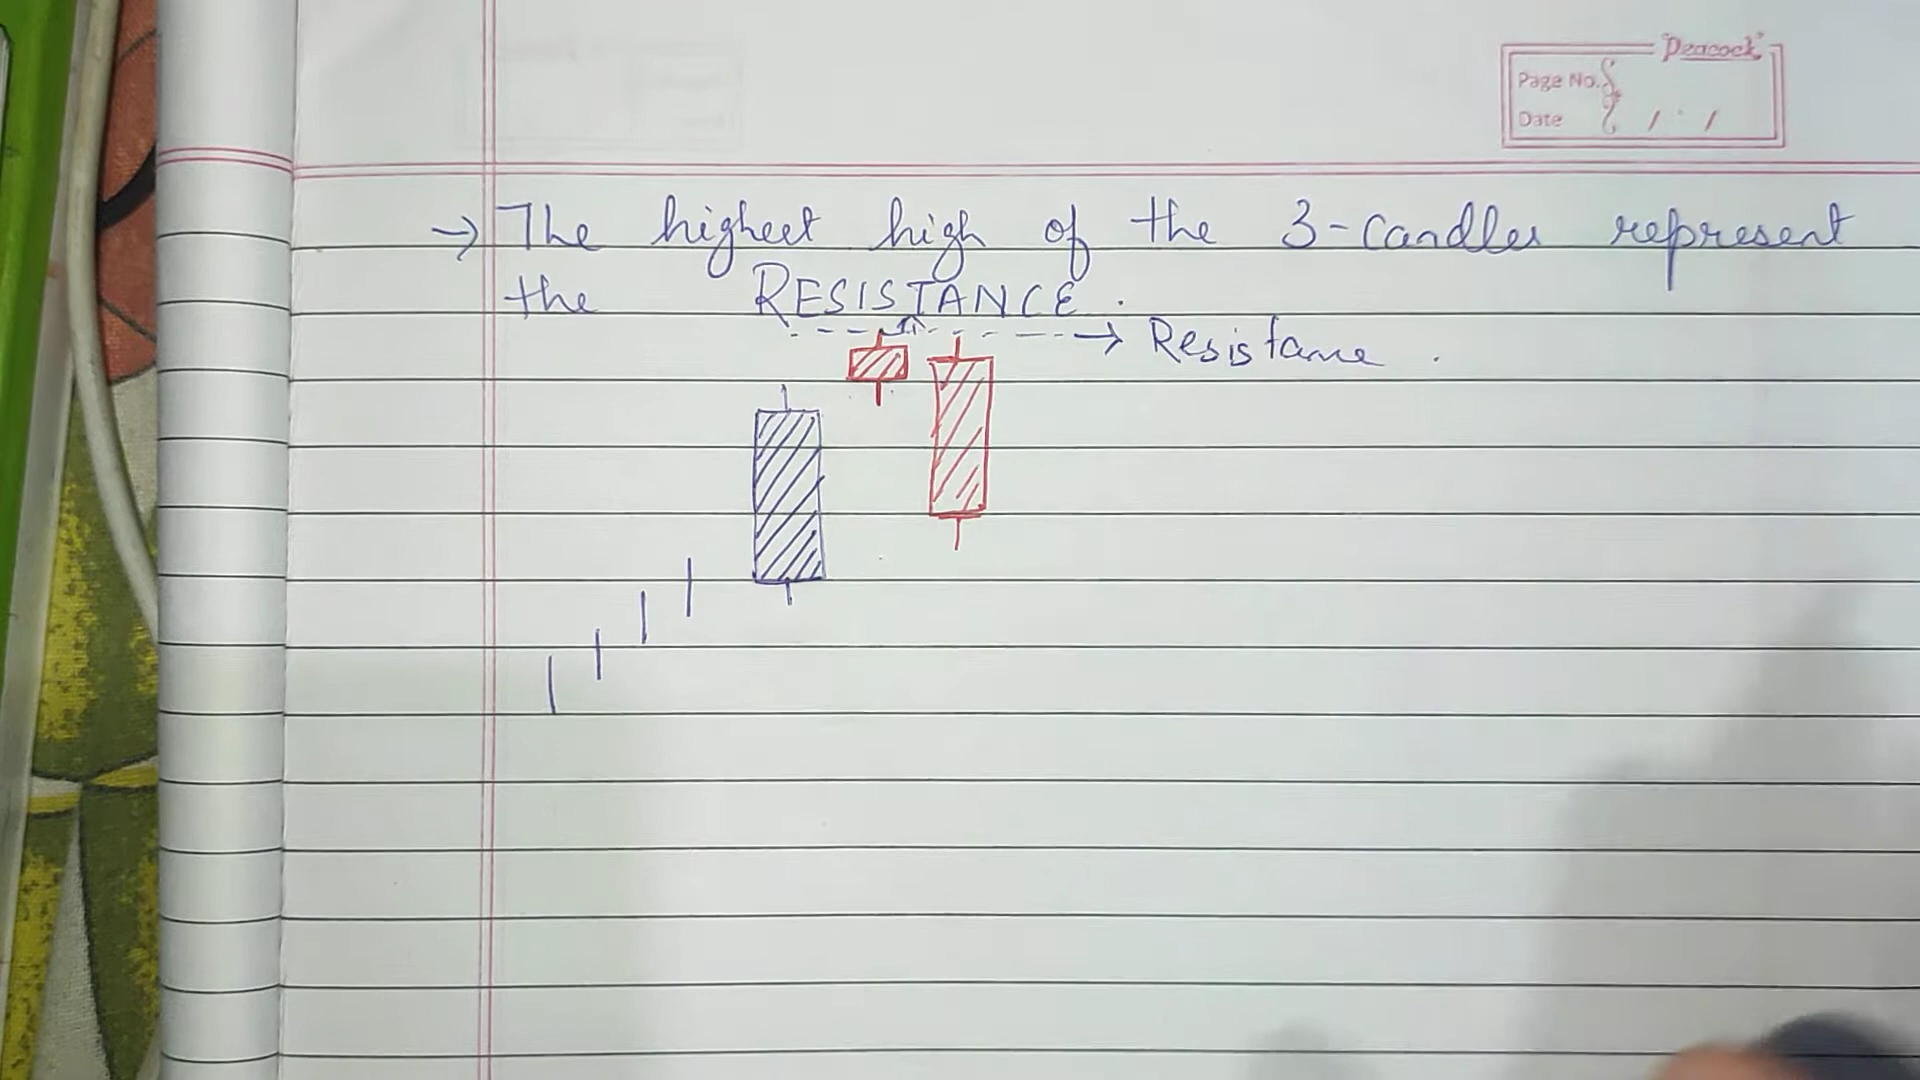 "Peacock"
Page No.
Date / /
→ The highest high of the 3-candles represent
the RESISTANCE.
→ Resistance.